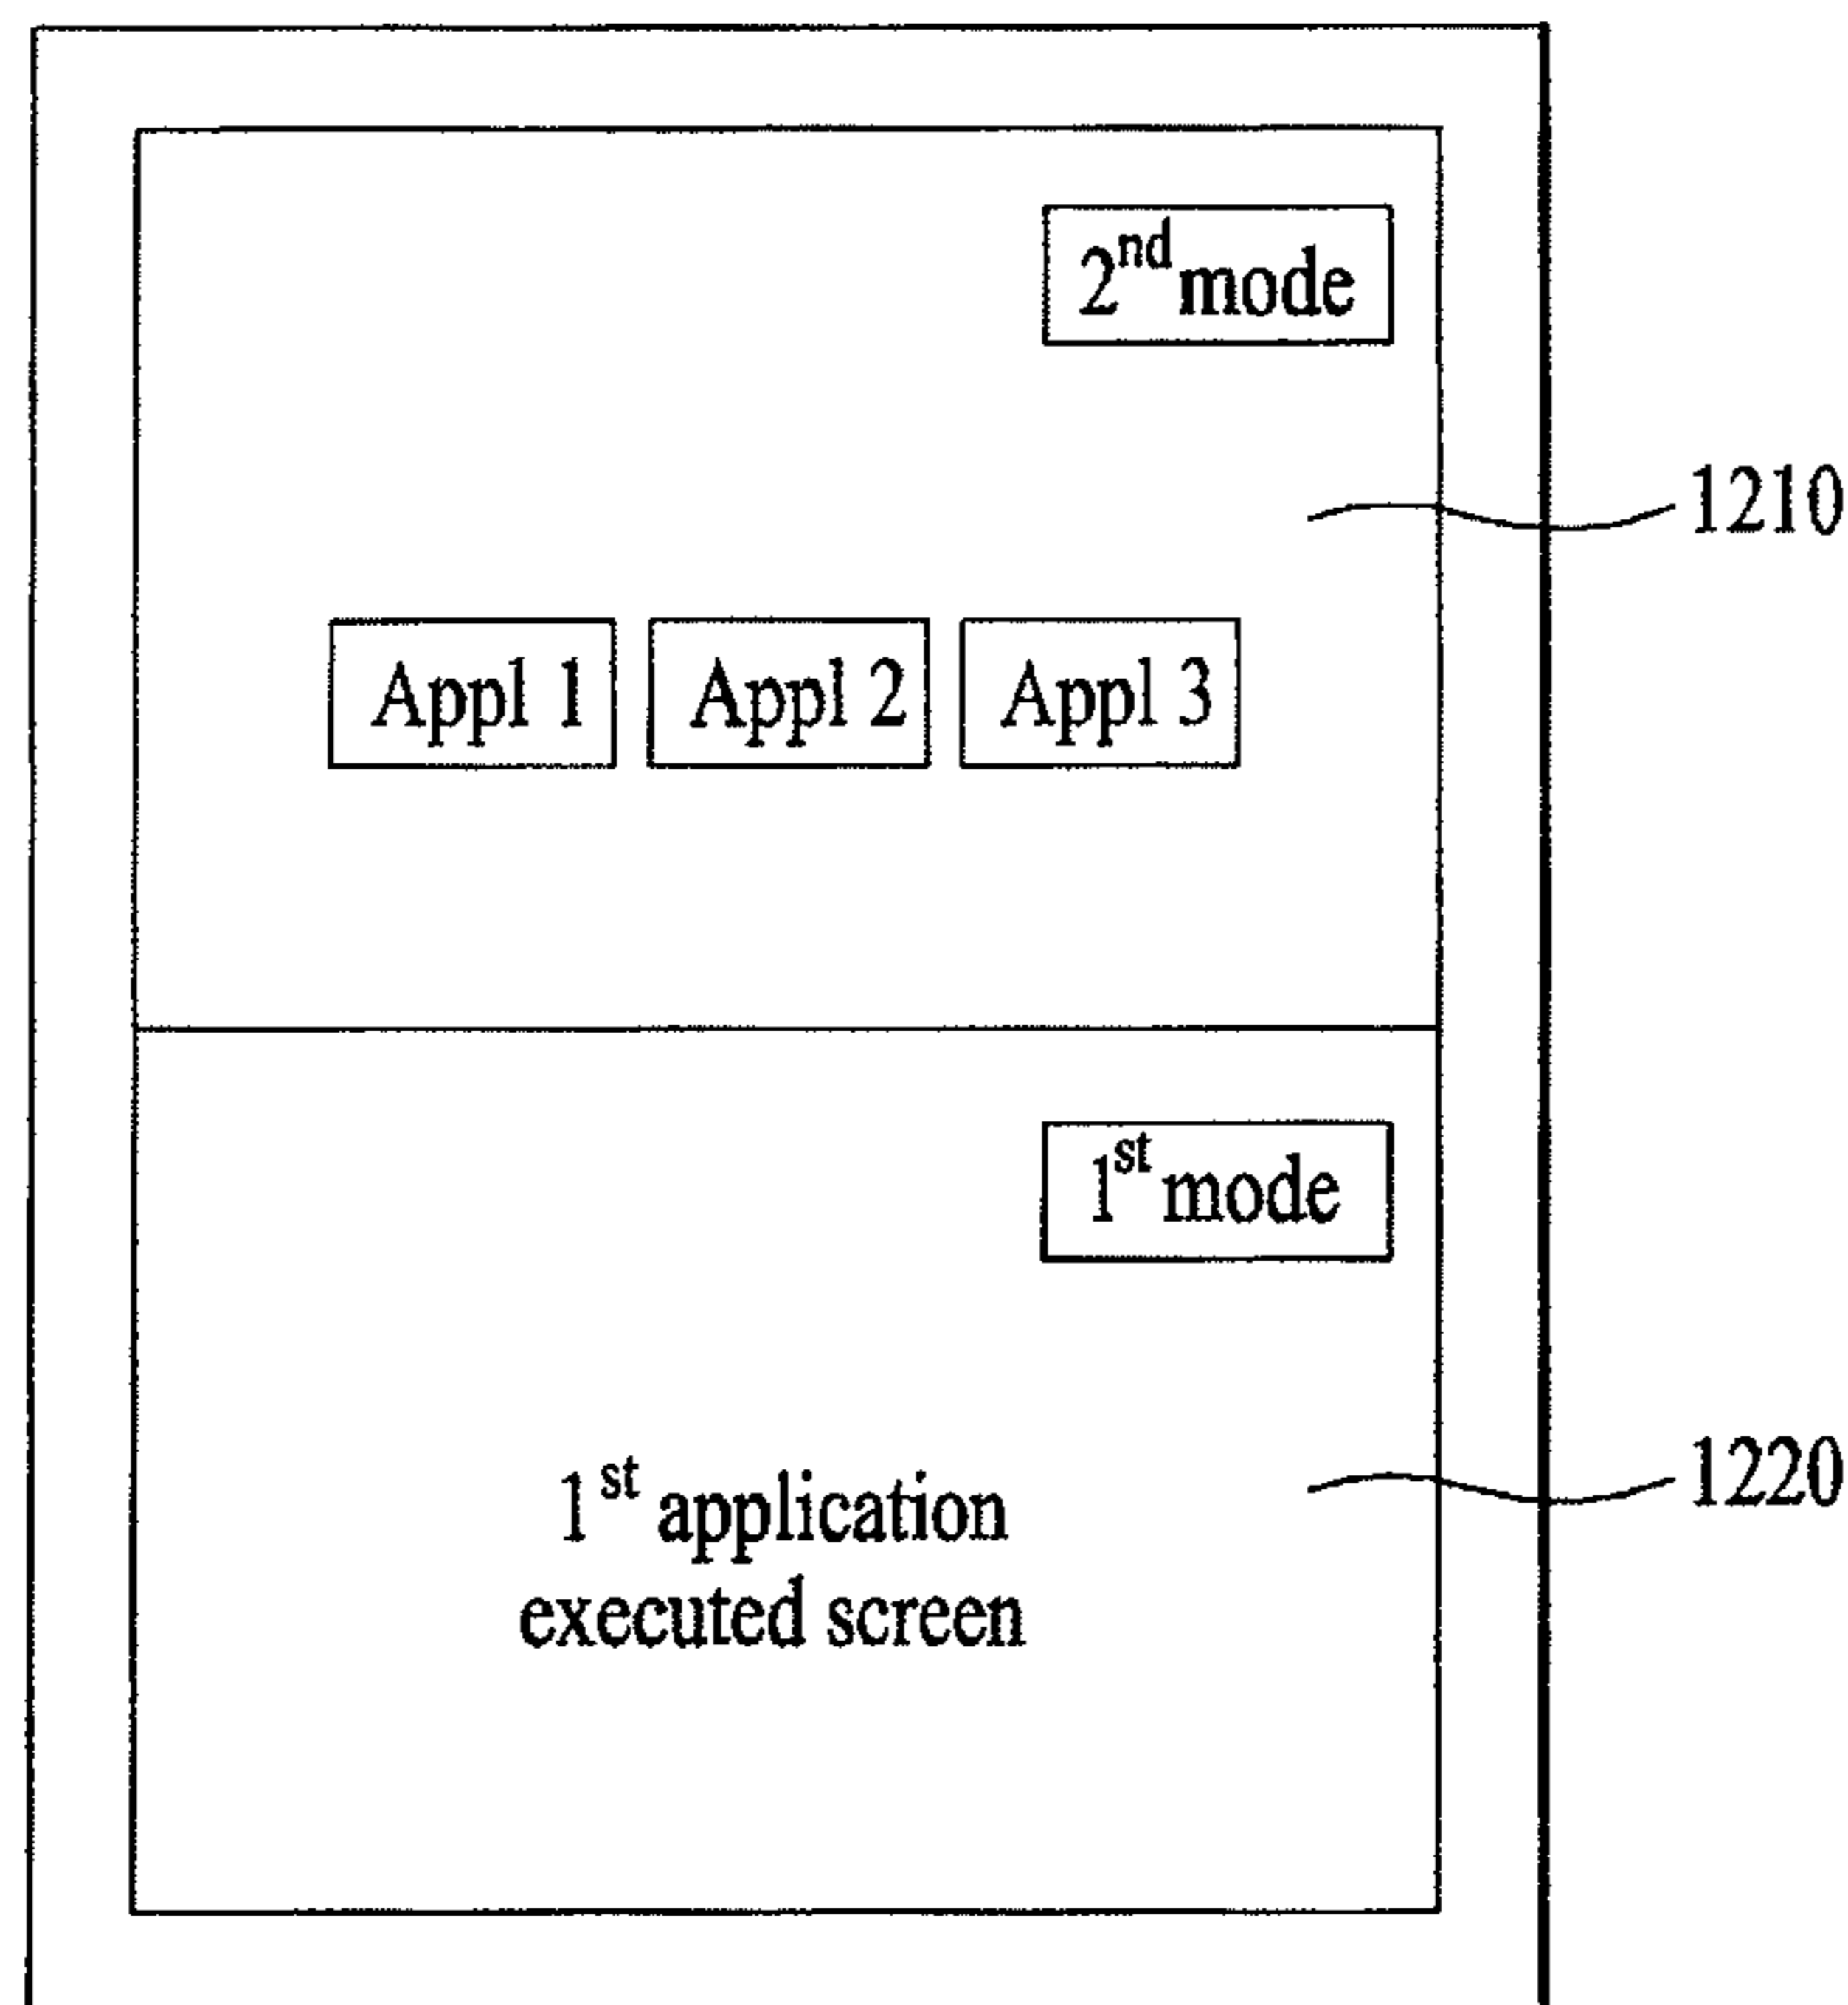 2nd mode
1210
Appl 1 Appl 2 Appl 3
1st mode
1220
1st application
executed screen